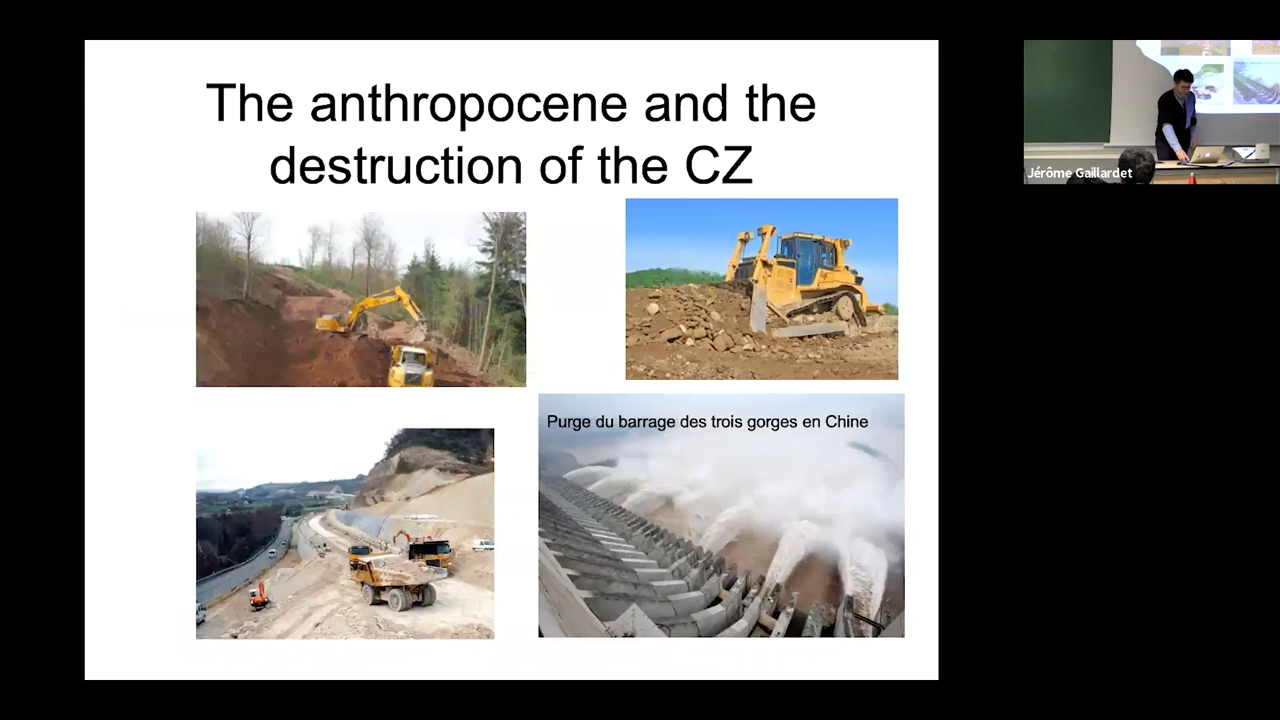 The anthropocene and the
destruction of the CZ
Purge du barrage des trois gorges en Chine
Jérôme Gaillardet